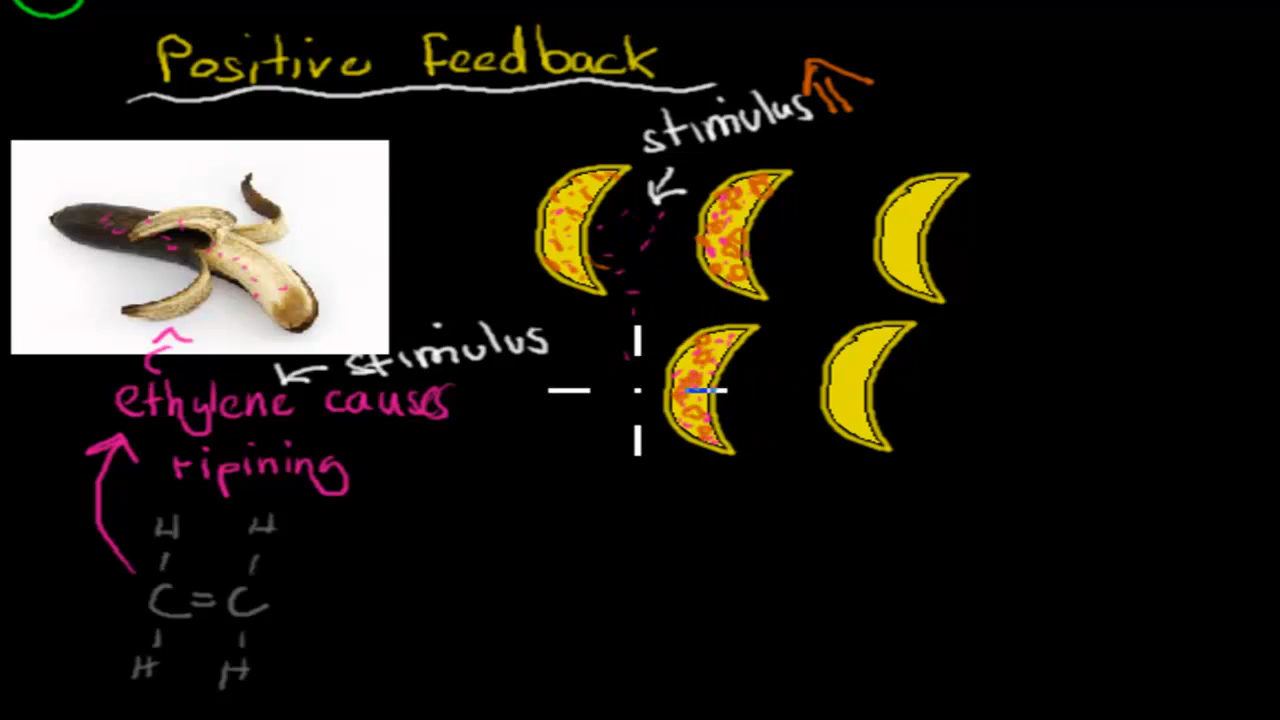 Positive Feedback
stimulus
stimulus
ethylene causes
ripining
H H
C=C
H H